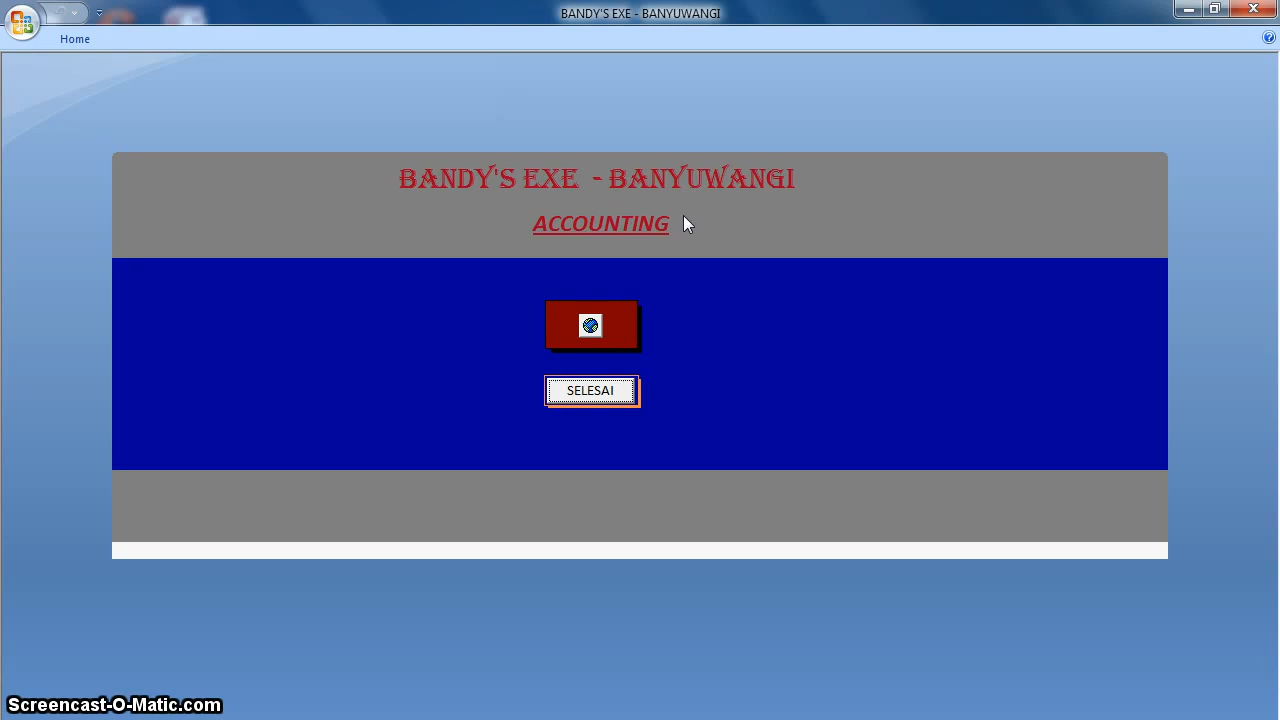 BANDY'S EXE - BANYUWANGI
Home
BANDY'S EXE - BANYUWANGI
ACCOUNTING
SELESAI
Screencast-O-Matic.com